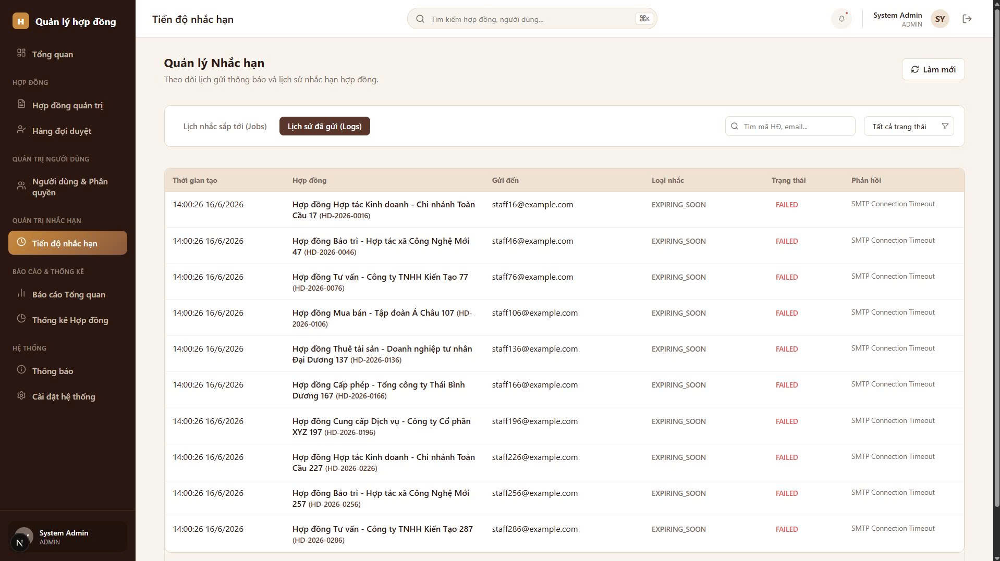 H
Quản lý hợp đồng
Tổng quan
HỢP ĐỒNG
Hợp đồng quản trị
Hàng đợi duyệt
QUẢN TRỊ NGƯỜI DÙNG
Người dùng & Phân
quyền
QUẢN TRỊ NHẮC HẠN
Tiến độ nhắc hạn
BÁO CÁO & THỐNG KÊ
Báo cáo Tổng quan
Thống kê Hợp đồng
HỆ THỐNG
Thông báo
Cài đặt hệ thống
N
System Admin
ADMIN
Tiến độ nhắc hạn
Tìm kiếm hợp đồng, người dùng...
⌘K
System Admin
ADMIN
SY
Quản lý Nhắc hạn
Theo dõi lịch gửi thông báo và lịch sử nhắc hạn hợp đồng.
Làm mới
Lịch nhắc sắp tới (Jobs)
Lịch sử đã gửi (Logs)
Tìm mã HĐ, email...
Tất cả trạng thái
Thời gian tạo Hợp đồng Gửi đến Loại nhắc Trạng thái Phản hồi
14:00:26 16/6/2026 Hợp đồng Hợp tác Kinh doanh - Chi nhánh Toàn staff16@example.com EXPIRING_SOON FAILED SMTP Connection Timeout
Cầu 17 (HD-2026-0016)
14:00:26 16/6/2026 Hợp đồng Bảo trì - Hợp tác xã Công Nghệ Mới staff46@example.com EXPIRING_SOON FAILED SMTP Connection Timeout
47 (HD-2026-0046)
14:00:26 16/6/2026 Hợp đồng Tư vấn - Công ty TNHH Kiến Tạo 77 staff76@example.com EXPIRING_SOON FAILED SMTP Connection Timeout
(HD-2026-0076)
14:00:26 16/6/2026 Hợp đồng Mua bán - Tập đoàn Á Châu 107 (HD- staff106@example.com EXPIRING_SOON FAILED SMTP Connection Timeout
2026-0106)
14:00:26 16/6/2026 Hợp đồng Thuê tài sản - Doanh nghiệp tư nhân staff136@example.com EXPIRING_SOON FAILED SMTP Connection Timeout
Đại Dương 137 (HD-2026-0136)
14:00:26 16/6/2026 Hợp đồng Cấp phép - Tổng công ty Thái Bình staff166@example.com EXPIRING_SOON FAILED SMTP Connection Timeout
Dương 167 (HD-2026-0166)
14:00:26 16/6/2026 Hợp đồng Cung cấp Dịch vụ - Công ty Cổ phần staff196@example.com EXPIRING_SOON FAILED SMTP Connection Timeout
XYZ 197 (HD-2026-0196)
14:00:26 16/6/2026 Hợp đồng Hợp tác Kinh doanh - Chi nhánh Toàn staff226@example.com EXPIRING_SOON FAILED SMTP Connection Timeout
Cầu 227 (HD-2026-0226)
14:00:26 16/6/2026 Hợp đồng Bảo trì - Hợp tác xã Công Nghệ Mới staff256@example.com EXPIRING_SOON FAILED SMTP Connection Timeout
257 (HD-2026-0256)
14:00:26 16/6/2026 Hợp đồng Tư vấn - Công ty TNHH Kiến Tạo 287 staff286@example.com EXPIRING_SOON FAILED SMTP Connection Timeout
(HD-2026-0286)